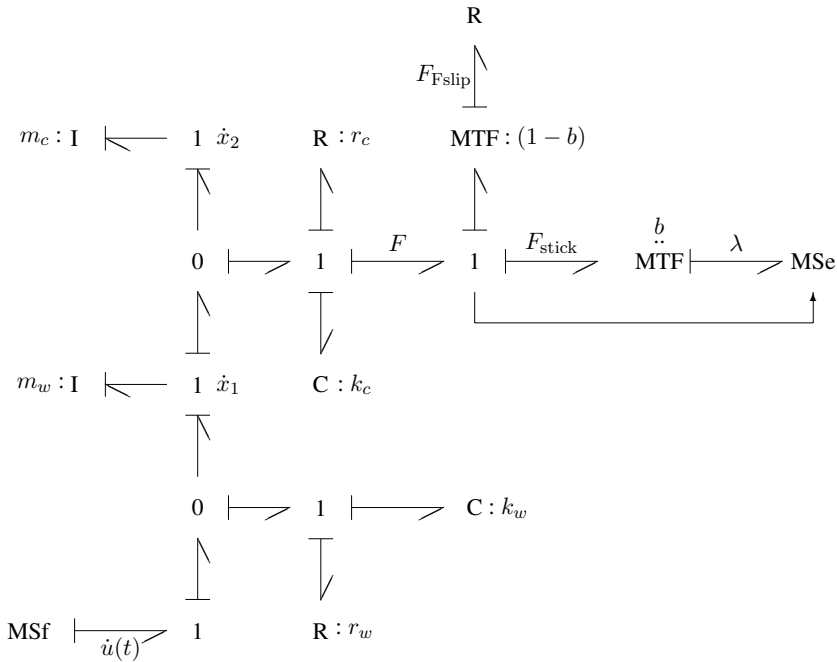 R
F_Fslip
m_c : I 1 ẋ_2 R : r_c MTF : (1 − b)
b
0 1 F 1 F_stick MTF λ MSe
m_w : I 1 ẋ_1 C : k_c
0 1 C : k_w
MSf u̇(t) 1 R : r_w